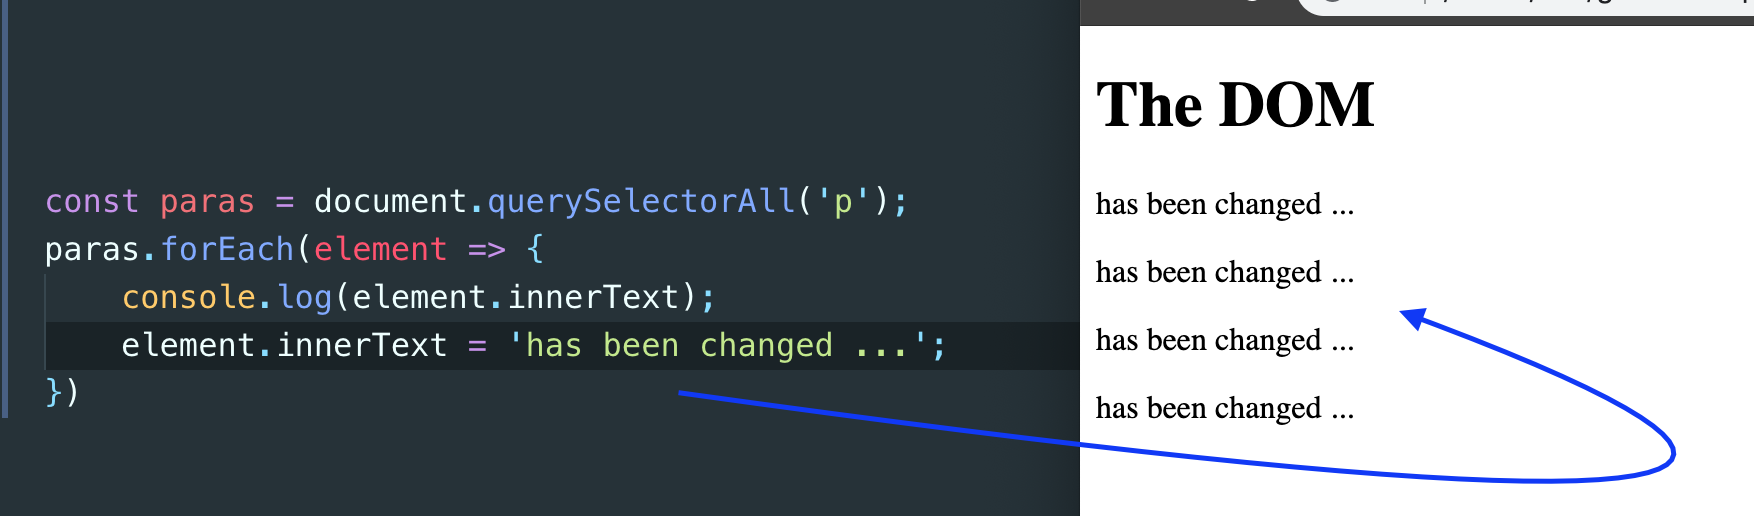 const paras = document.querySelectorAll('p');
paras.forEach(element => {
    console.log(element.innerText);
    element.innerText = 'has been changed ...';
})
The DOM
has been changed ...
has been changed ...
has been changed ...
has been changed ...